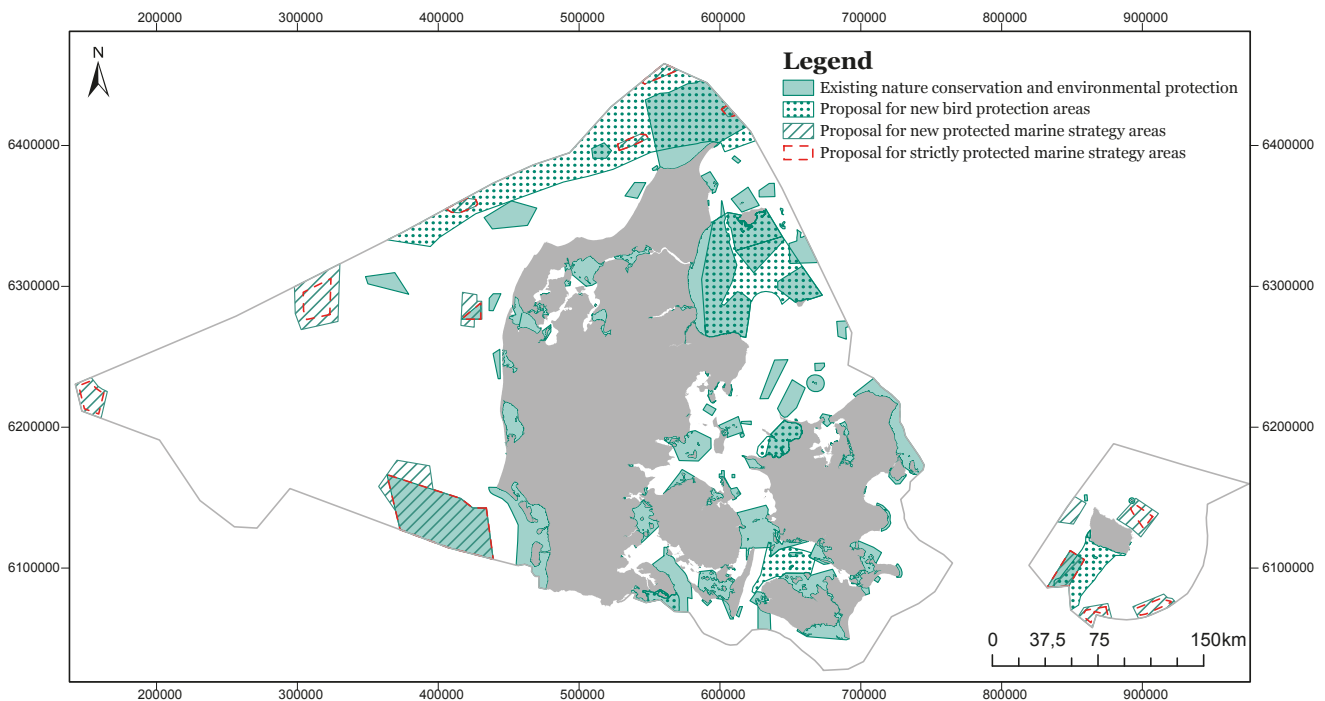 200000 300000 400000 500000 600000 700000 800000 900000
N
Legend
Existing nature conservation and environmental protection
Proposal for new bird protection areas
Proposal for new protected marine strategy areas
Proposal for strictly protected marine strategy areas
6400000 6400000
6300000 6300000
6200000 6200000
6100000 6100000
0 37,5 75 150km
200000 300000 400000 500000 600000 700000 800000 900000